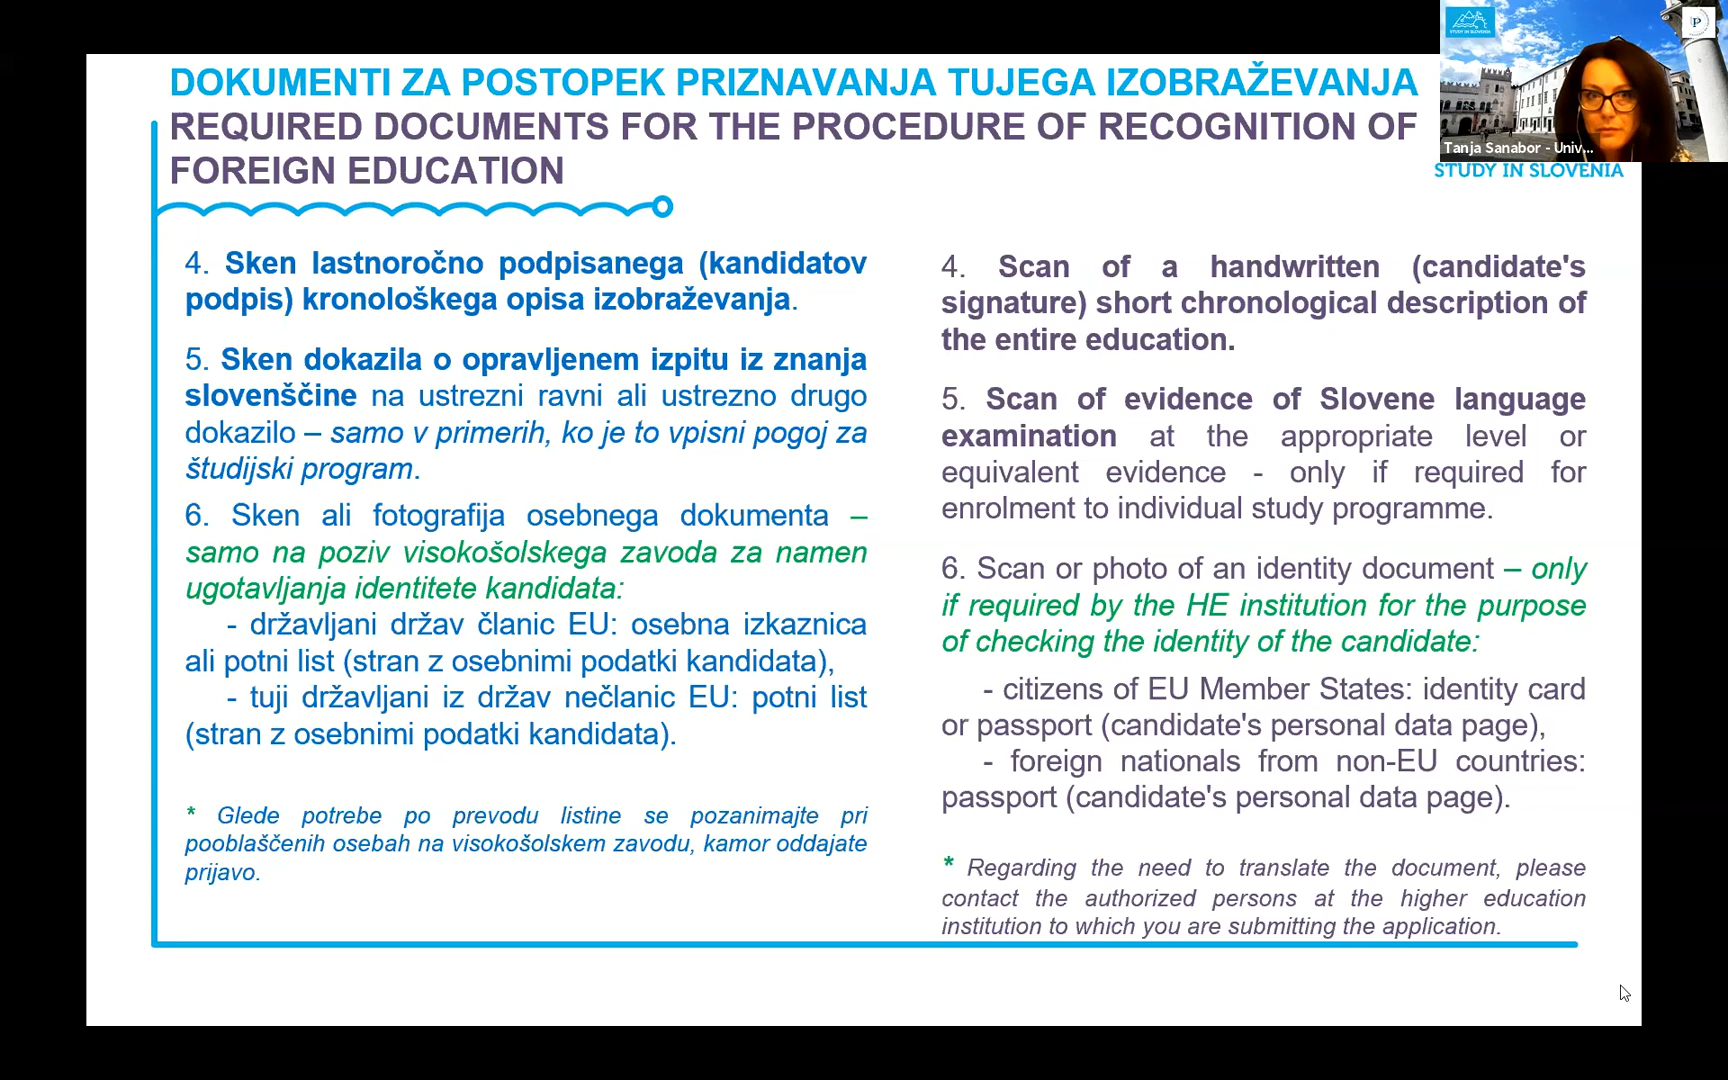 DOKUMENTI ZA POSTOPEK PRIZNAVANJA TUJEGA IZOBRAŽEVANJA
REQUIRED DOCUMENTS FOR THE PROCEDURE OF RECOGNITION OF
FOREIGN EDUCATION
STUDY IN SLOVENIA
P
Tanja Sanabor - Univ...
STUDY IN SLOVENIA
4. Sken lastnoročno podpisanega (kandidatov
podpis) kronološkega opisa izobraževanja.
5. Sken dokazila o opravljenem izpitu iz znanja
slovenščine na ustrezni ravni ali ustrezno drugo
dokazilo – samo v primerih, ko je to vpisni pogoj za
študijski program.
6. Sken ali fotografija osebnega dokumenta –
samo na poziv visokošolskega zavoda za namen
ugotavljanja identitete kandidata:
- državljani držav članic EU: osebna izkaznica
ali potni list (stran z osebnimi podatki kandidata),
- tuji državljani iz držav nečlanic EU: potni list
(stran z osebnimi podatki kandidata).
* Glede potrebe po prevodu listine se pozanimajte pri
pooblaščenih osebah na visokošolskem zavodu, kamor oddajate
prijavo.
4. Scan of a handwritten (candidate's
signature) short chronological description of
the entire education.
5. Scan of evidence of Slovene language
examination at the appropriate level or
equivalent evidence - only if required for
enrolment to individual study programme.
6. Scan or photo of an identity document – only
if required by the HE institution for the purpose
of checking the identity of the candidate:
- citizens of EU Member States: identity card
or passport (candidate's personal data page),
- foreign nationals from non-EU countries:
passport (candidate's personal data page).
* Regarding the need to translate the document, please
contact the authorized persons at the higher education
institution to which you are submitting the application.